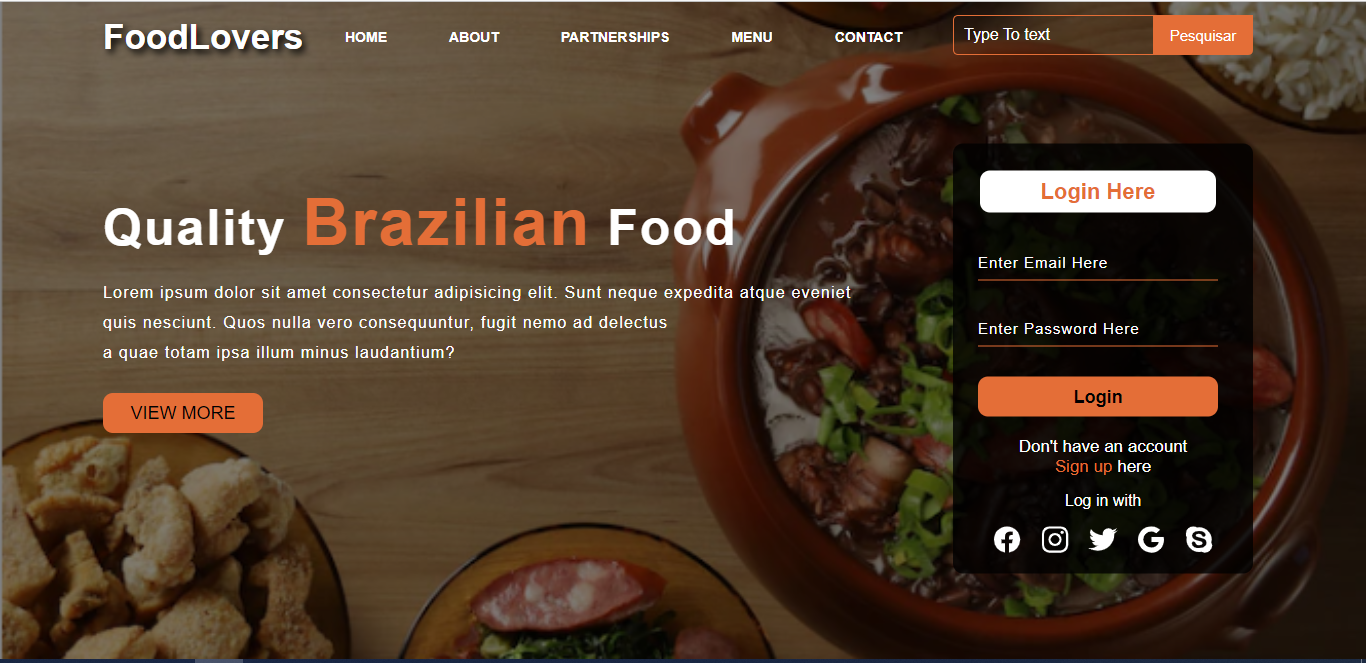 FoodLovers HOME ABOUT PARTNERSHIPS MENU CONTACT Type To text Pesquisar
Quality Brazilian Food
Lorem ipsum dolor sit amet consectetur adipisicing elit. Sunt neque expedita atque eveniet
quis nesciunt. Quos nulla vero consequuntur, fugit nemo ad delectus
a quae totam ipsa illum minus laudantium?
VIEW MORE
Login Here
Enter Email Here
Enter Password Here
Login
Don't have an account
Sign up here
Log in with